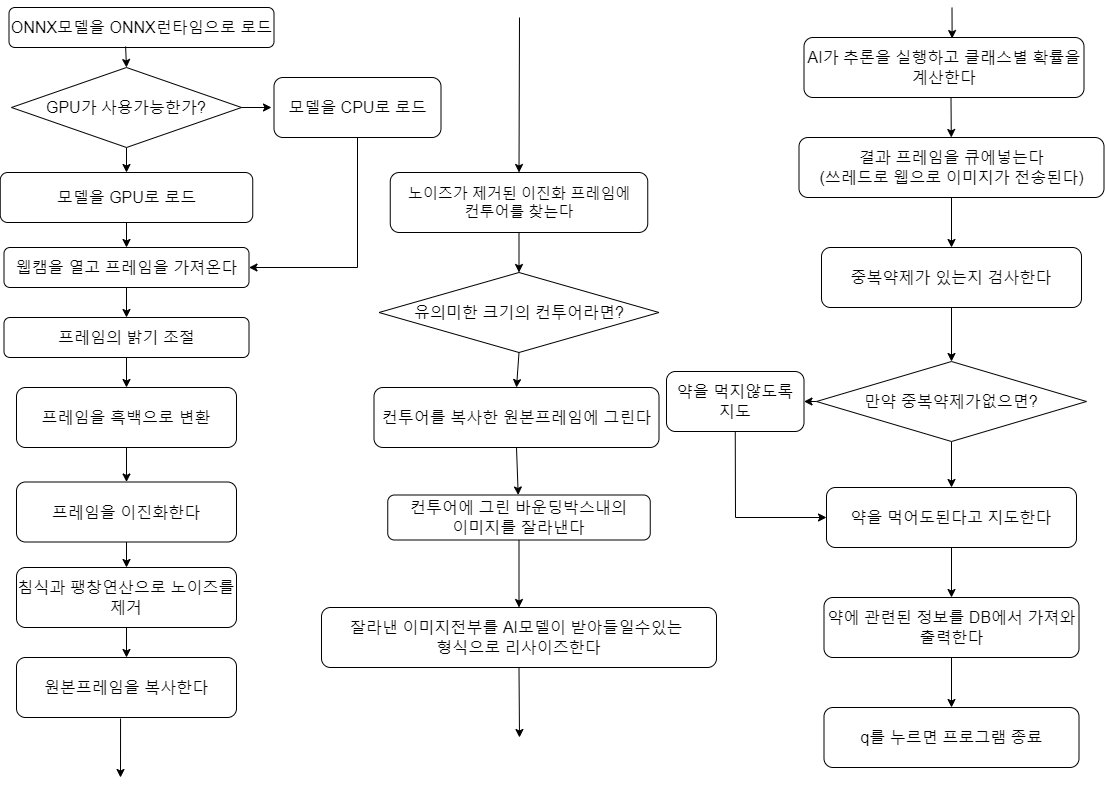 ONNX모델을 ONNX런타임으로 로드
GPU가 사용가능한가?
모델을 CPU로 로드
모델을 GPU로 로드
웹캠을 열고 프레임을 가져온다
프레임의 밝기 조절
프레임을 흑백으로 변환
프레임을 이진화한다
침식과 팽창연산으로 노이즈를
제거
원본프레임을 복사한다
노이즈가 제거된 이진화 프레임에
컨투어를 찾는다
유의미한 크기의 컨투어라면?
컨투어를 복사한 원본프레임에 그린다
컨투어에 그린 바운딩박스내의
이미지를 잘라낸다
잘라낸 이미지전부를 AI모델이 받아들일수있는
형식으로 리사이즈한다
AI가 추론을 실행하고 클래스별 확률을
계산한다
결과 프레임을 큐에넣는다
(쓰레드로 웹으로 이미지가 전송된다)
중복약제가 있는지 검사한다
만약 중복약제가없으면?
약을 먹지않도록
지도
약을 먹어도된다고 지도한다
약에 관련된 정보를 DB에서 가져와
출력한다
q를 누르면 프로그램 종료